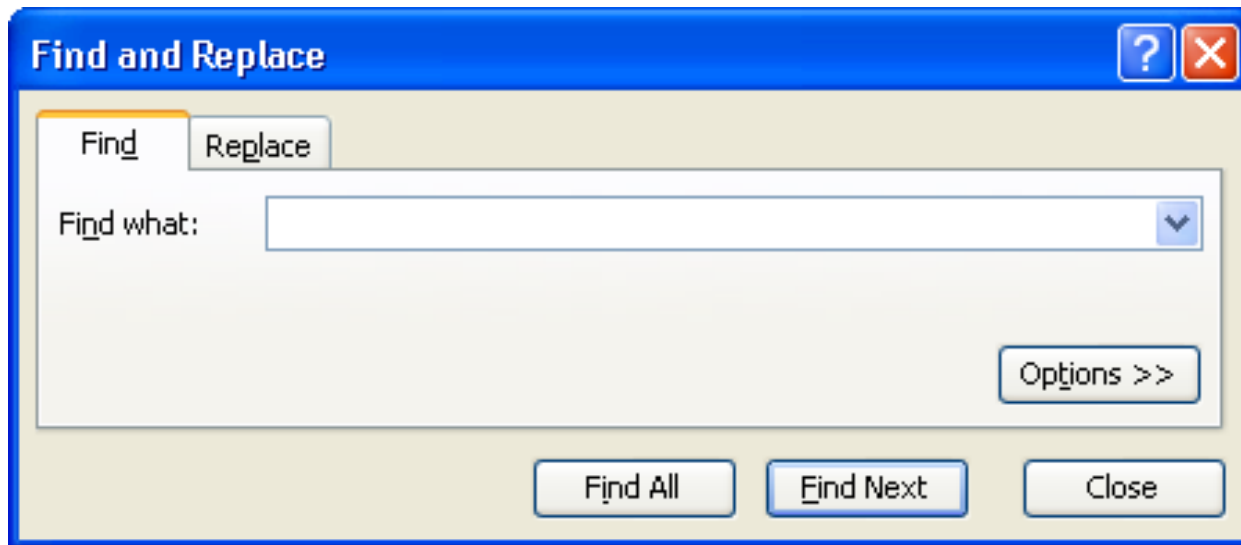 Find and Replace
Find Replace
Find what:
Options >>
Find All Find Next Close